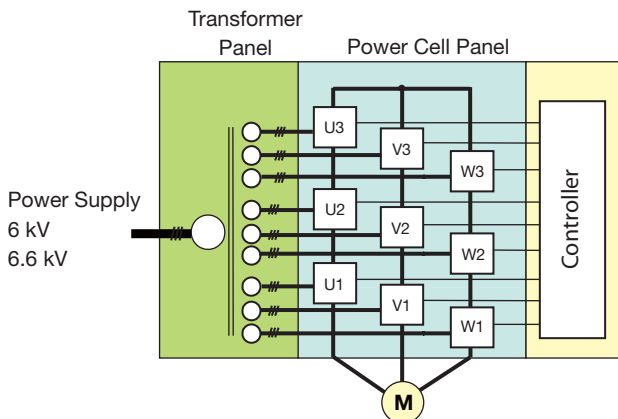 Transformer
Panel
Power Cell Panel
Power Supply
6 kV
6.6 kV
U3
V3
W3
U2
V2
W2
U1
V1
W1
Controller
M